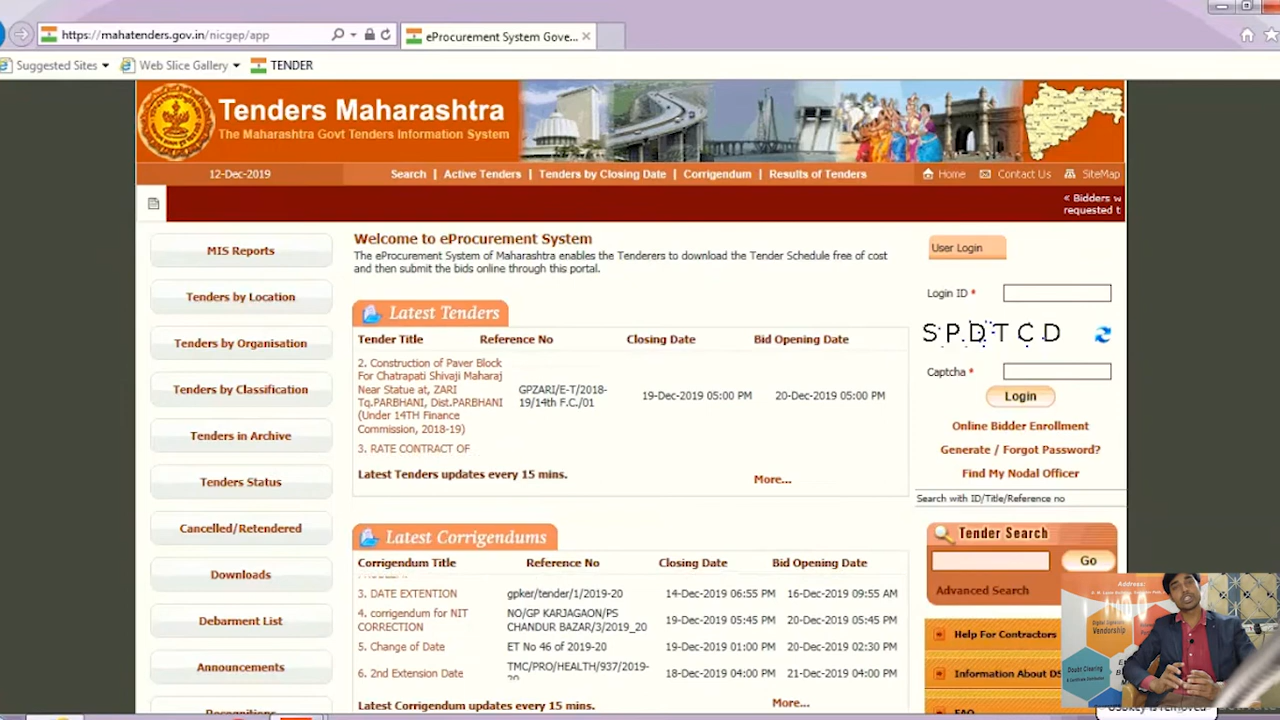 https://mahatenders.gov.in/nicgep/app
eProcurement System Gove...
Suggested Sites
Web Slice Gallery
TENDER
Tenders Maharashtra
The Maharashtra Govt Tenders Information System
12-Dec-2019
Search | Active Tenders | Tenders by Closing Date | Corrigendum | Results of Tenders
Home
Contact Us
SiteMap
« Bidders w
requested t
MIS Reports
Tenders by Location
Tenders by Organisation
Tenders by Classification
Tenders in Archive
Tenders Status
Cancelled/Retendered
Downloads
Debarment List
Announcements
Recognitions
Welcome to eProcurement System
The eProcurement System of Maharashtra enables the Tenderers to download the Tender Schedule free of cost
and then submit the bids online through this portal.
Latest Tenders
Tender Title Reference No Closing Date Bid Opening Date
2. Construction of Paver Block
For Chatrapati Shivaji Maharaj
Near Statue at, ZARI
Tq.PARBHANI, Dist.PARBHANI
(Under 14TH Finance
Commission, 2018-19)
GPZARI/E-T/2018-
19/14th F.C./01
19-Dec-2019 05:00 PM
20-Dec-2019 05:00 PM
3. RATE CONTRACT OF
Latest Tenders updates every 15 mins.
More...
Latest Corrigendums
Corrigendum Title Reference No Closing Date Bid Opening Date
3. DATE EXTENTION gpker/tender/1/2019-20 14-Dec-2019 06:55 PM 16-Dec-2019 09:55 AM
4. corrigendum for NIT
CORRECTION
NO/GP KARJAGAON/PS
CHANDUR BAZAR/3/2019_20
19-Dec-2019 05:45 PM
20-Dec-2019 05:45 PM
5. Change of Date ET No 46 of 2019-20 19-Dec-2019 01:00 PM 20-Dec-2019 02:30 PM
6. 2nd Extension Date
TMC/PRO/HEALTH/937/2019-
20
18-Dec-2019 04:00 PM
21-Dec-2019 04:00 PM
Latest Corrigendum updates every 15 mins.
More...
User Login
Login ID *
SPDTCD
Captcha *
Login
Online Bidder Enrollment
Generate / Forgot Password?
Find My Nodal Officer
Search with ID/Title/Reference no
Tender Search
Go
Advanced Search
Help For Contractors
Information About DS
FAQ
Address:
Digital Signature
Vendorship
Doubt Clearing
is removed